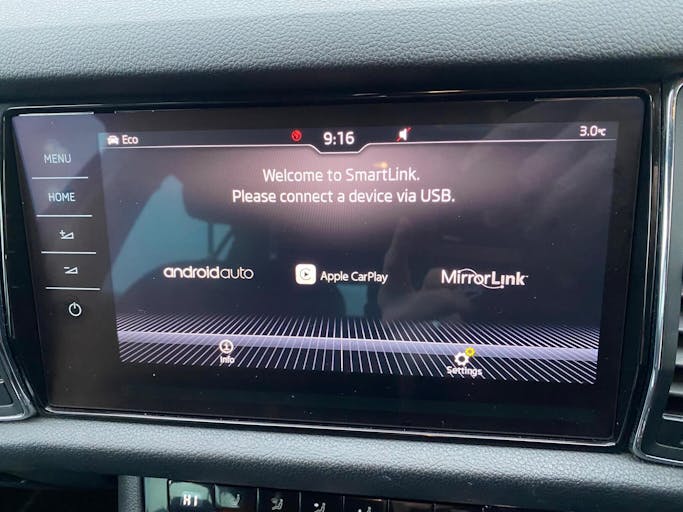 Eco
9:16
3.0°C
MENU
Welcome to SmartLink.
Please connect a device via USB.
HOME
androidauto
Apple CarPlay
MirrorLink
Info
Settings
HI